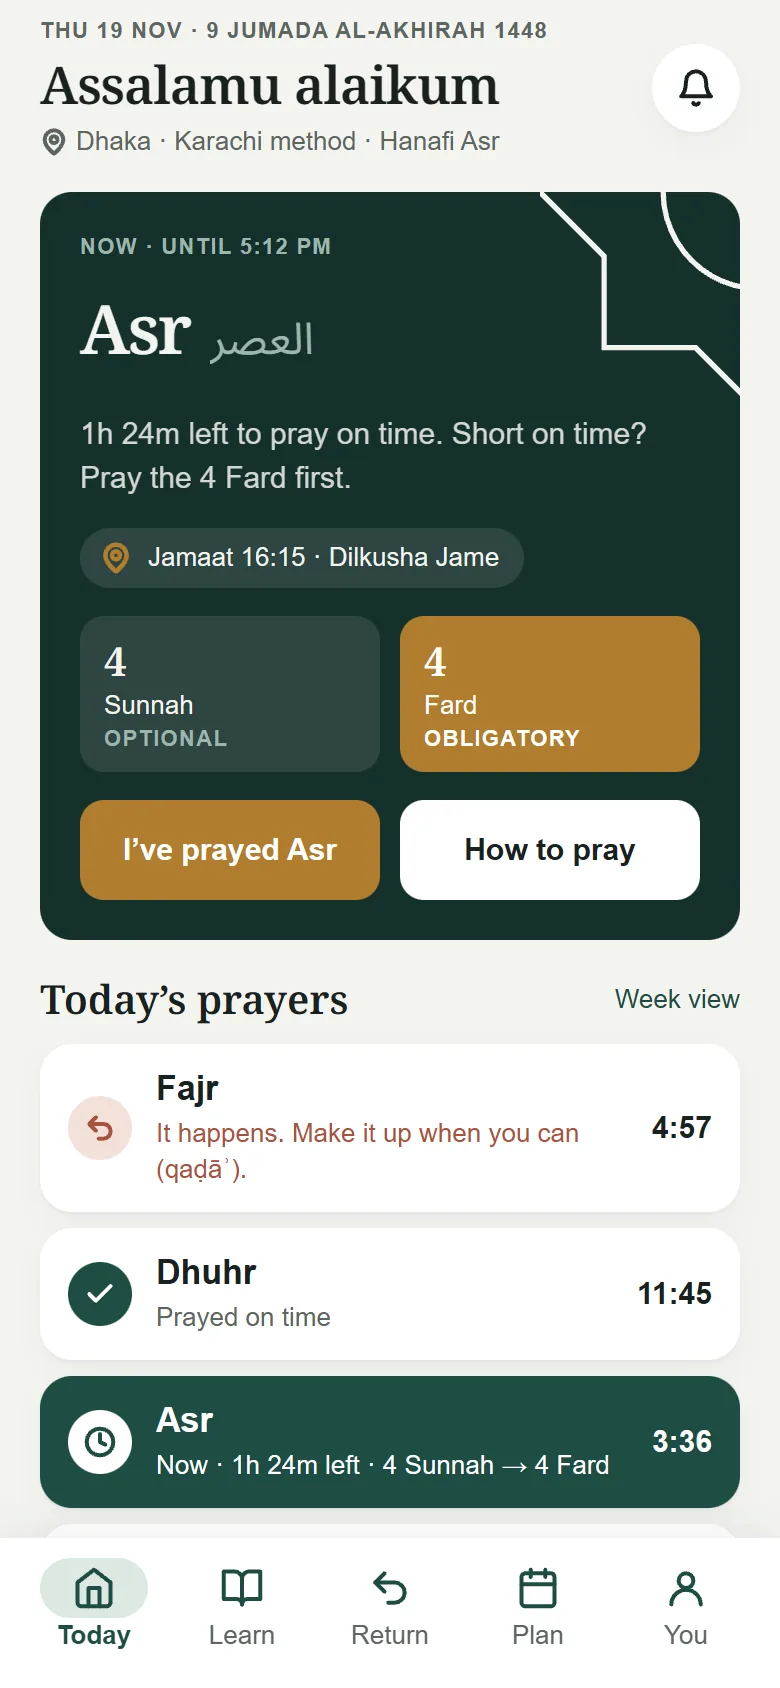 THU 19 NOV · 9 JUMADA AL-AKHIRAH 1448
Assalamu alaikum
Dhaka · Karachi method · Hanafi Asr
NOW · UNTIL 5:12 PM
Asr العصر
1h 24m left to pray on time. Short on time?
Pray the 4 Fard first.
Jamaat 16:15 · Dilkusha Jame
4
Sunnah
OPTIONAL
4
Fard
OBLIGATORY
I’ve prayed Asr
How to pray
Today’s prayers
Week view
Fajr
It happens. Make it up when you can
(qaḍāʾ).
4:57
Dhuhr
Prayed on time
11:45
Asr
Now · 1h 24m left · 4 Sunnah → 4 Fard
3:36
Today
Learn
Return
Plan
You